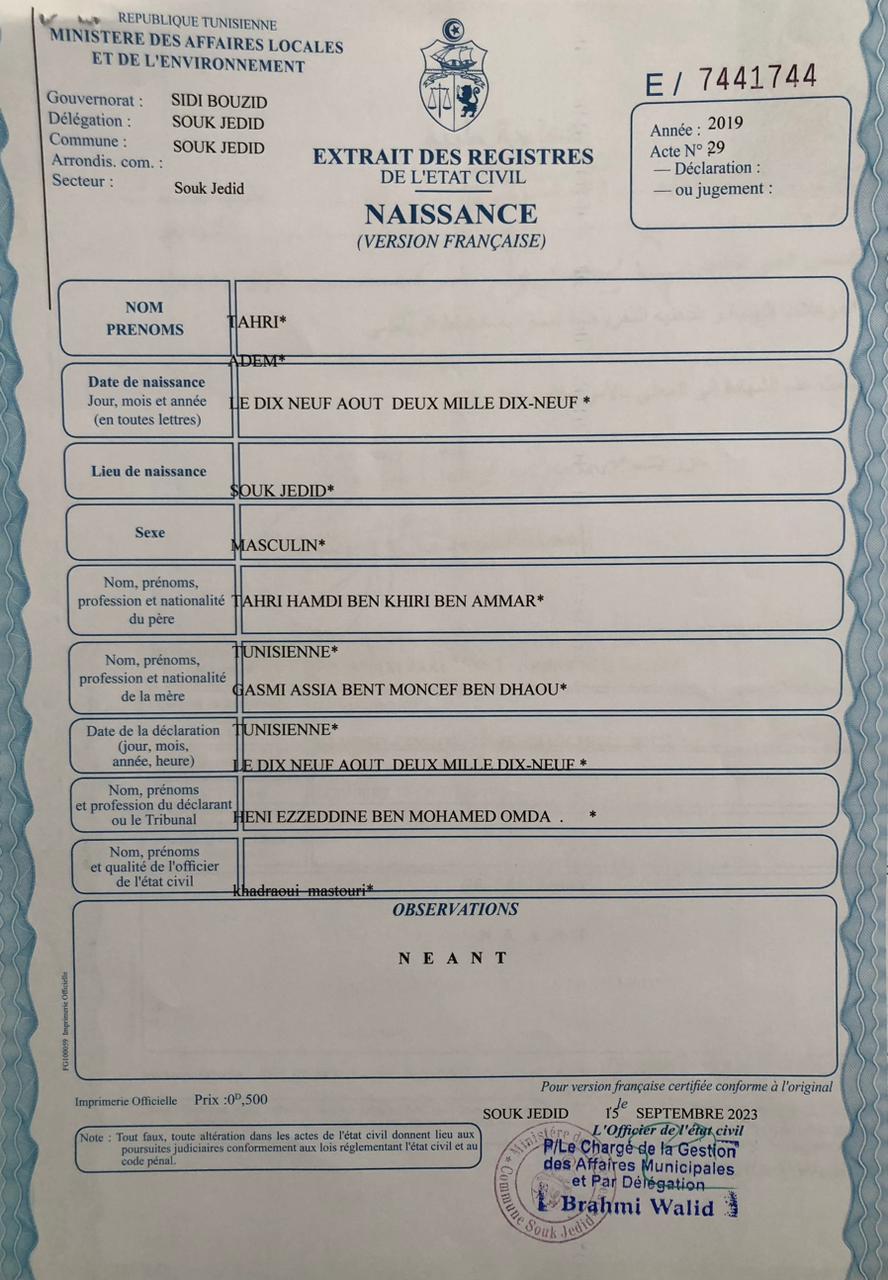 REPUBLIQUE TUNISIENNE
MINISTERE DES AFFAIRES LOCALES
ET DE L'ENVIRONNEMENT
Gouvernorat : SIDI BOUZID
Délégation : SOUK JEDID
Commune : SOUK JEDID
Arrondis. com. :
Secteur : Souk Jedid
E / 7441744
Année : 2019
Acte N° 29
— Déclaration :
— ou jugement :
EXTRAIT DES REGISTRES
DE L'ETAT CIVIL
NAISSANCE
(VERSION FRANÇAISE)
NOM
PRENOMS
TAHRI*
ADEM*
Date de naissance
Jour, mois et année
(en toutes lettres)
LE DIX NEUF AOUT DEUX MILLE DIX-NEUF *
Lieu de naissance
SOUK JEDID*
Sexe
MASCULIN*
Nom, prénoms,
profession et nationalité
du père
TAHRI HAMDI BEN KHIRI BEN AMMAR*
TUNISIENNE*
Nom, prénoms,
profession et nationalité
de la mère
GASMI ASSIA BENT MONCEF BEN DHAOU*
TUNISIENNE*
Date de la déclaration
(jour, mois,
année, heure)
LE DIX NEUF AOUT DEUX MILLE DIX-NEUF *
Nom, prénoms
et profession du déclarant
ou le Tribunal
HENI EZZEDDINE BEN MOHAMED OMDA . *
Nom, prénoms
et qualité de l'officier
de l'état civil
khadraoui mastouri*
OBSERVATIONS
N E A N T
FG100059 Imprimerie Officielle
Imprimerie Officielle Prix :0ᴰ,500
Pour version française certifiée conforme à l'original
le
SOUK JEDID 15 SEPTEMBRE 2023
L'Officier de l'état civil
Note : Tout faux, toute altération dans les actes de l'état civil donnent lieu aux
poursuites judiciaires conformement aux lois réglementant l'état civil et au
code pénal.
P/Le Chargé de la Gestion
des Affaires Municipales
et Par Délégation
Brahmi Walid
Commune Souk Jedid